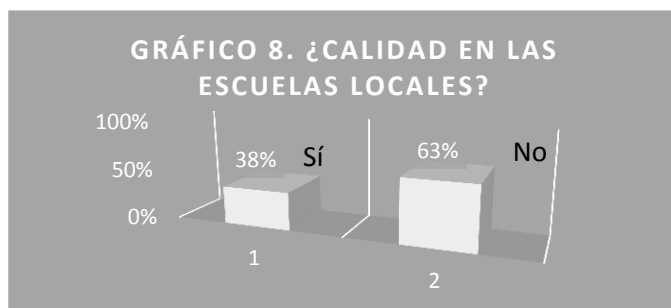 GRÁFICO 8. ¿CALIDAD EN LAS
ESCUELAS LOCALES?
100%
50%
0%
38%
Sí
63%
No
1
2